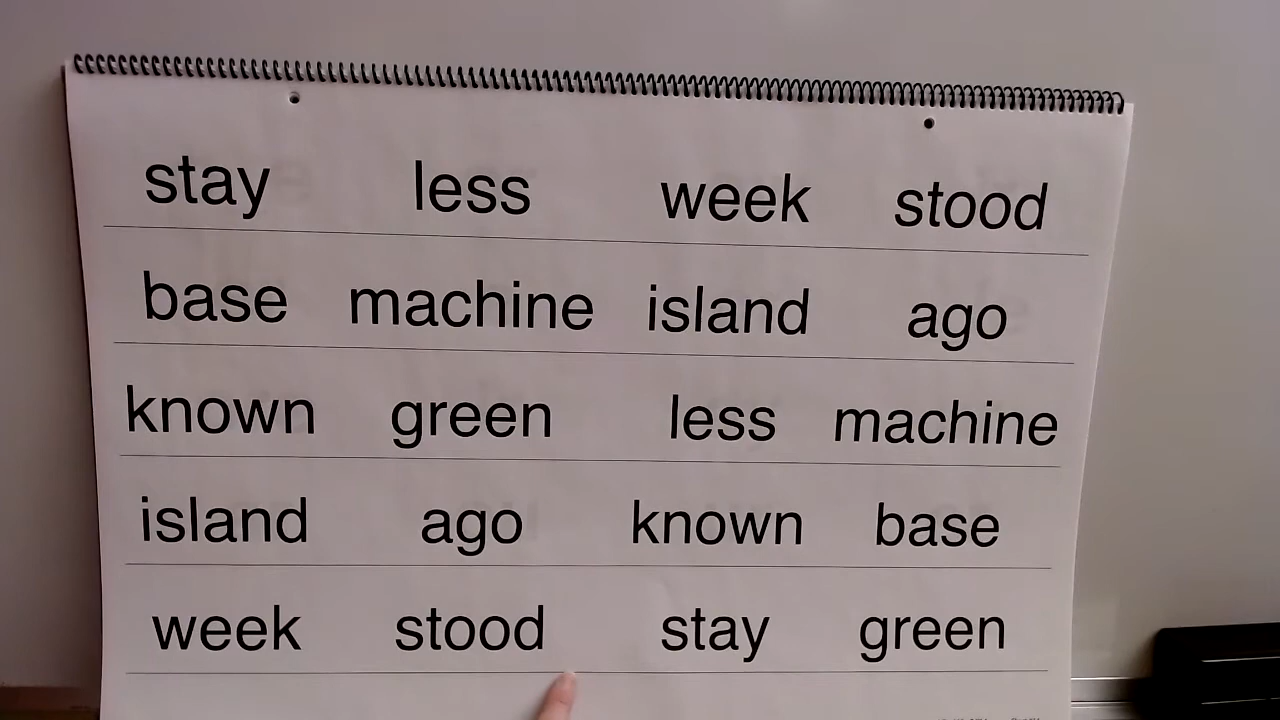 stay less week stood
base machine island ago
known green less machine
island ago known base
week stood stay green